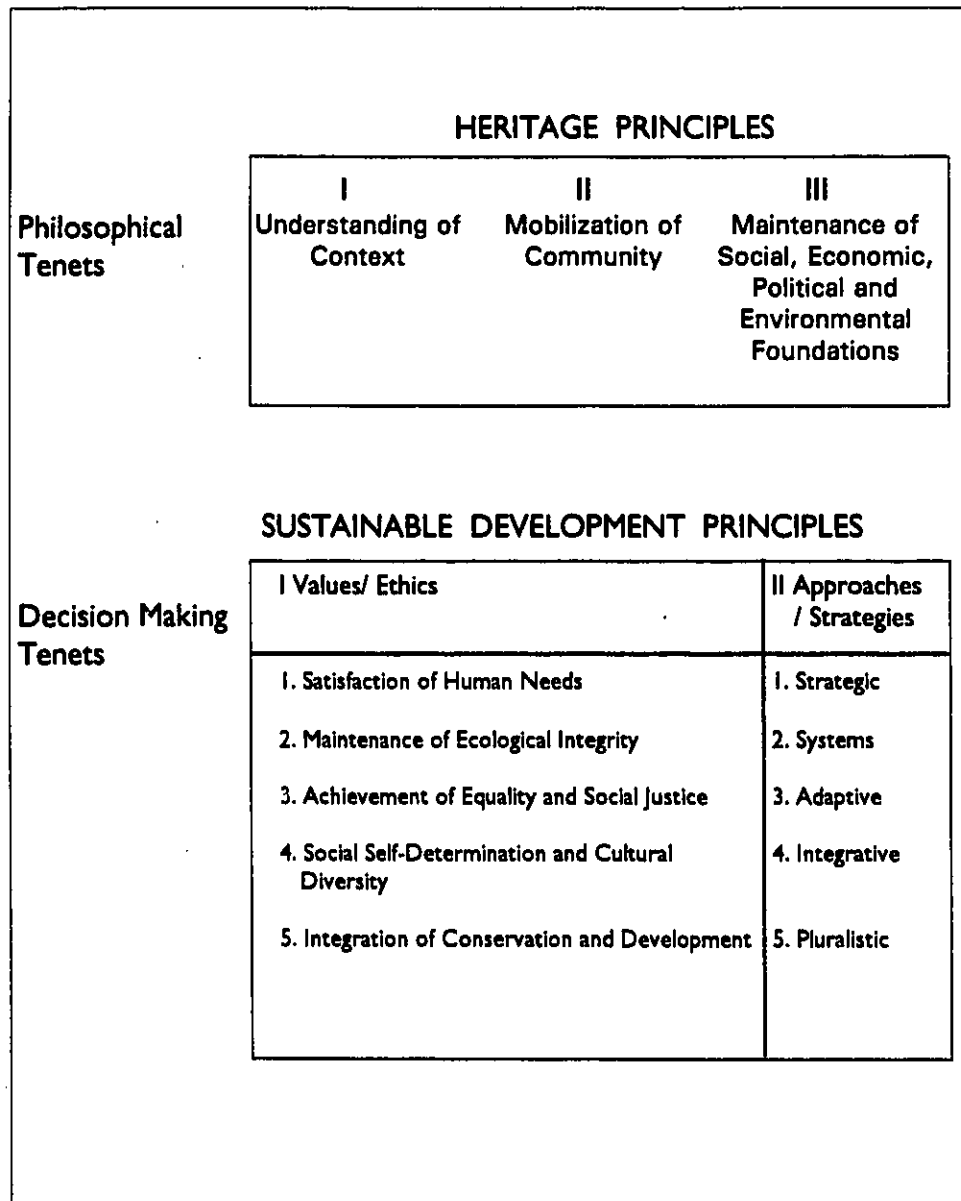 HERITAGE PRINCIPLES
Philosophical
Tenets
I
Understanding of
Context
II
Mobilization of
Community
III
Maintenance of
Social, Economic,
Political and
Environmental
Foundations
SUSTAINABLE DEVELOPMENT PRINCIPLES
Decision Making
Tenets
I Values/ Ethics
II Approaches
/ Strategies
1. Satisfaction of Human Needs
1. Strategic
2. Maintenance of Ecological Integrity
2. Systems
3. Achievement of Equality and Social Justice
3. Adaptive
4. Social Self-Determination and Cultural
Diversity
4. Integrative
5. Integration of Conservation and Development
5. Pluralistic